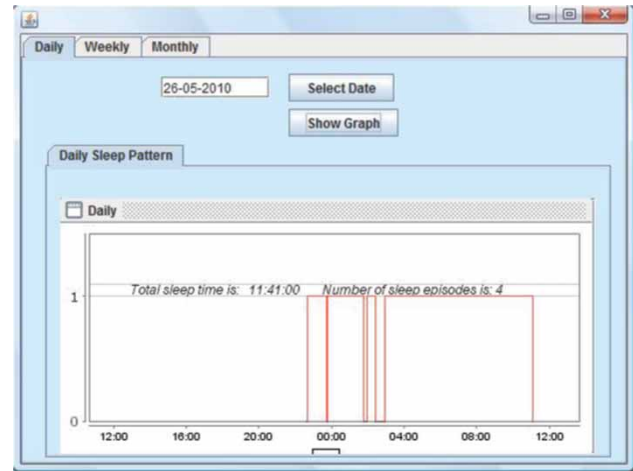 Daily Weekly Monthly
26-05-2010 Select Date
Show Graph
Daily Sleep Pattern
Daily
Total sleep time is: 11:41:00 Number of sleep episodes is: 4
1
0
12:00 16:00 20:00 00:00 04:00 08:00 12:00